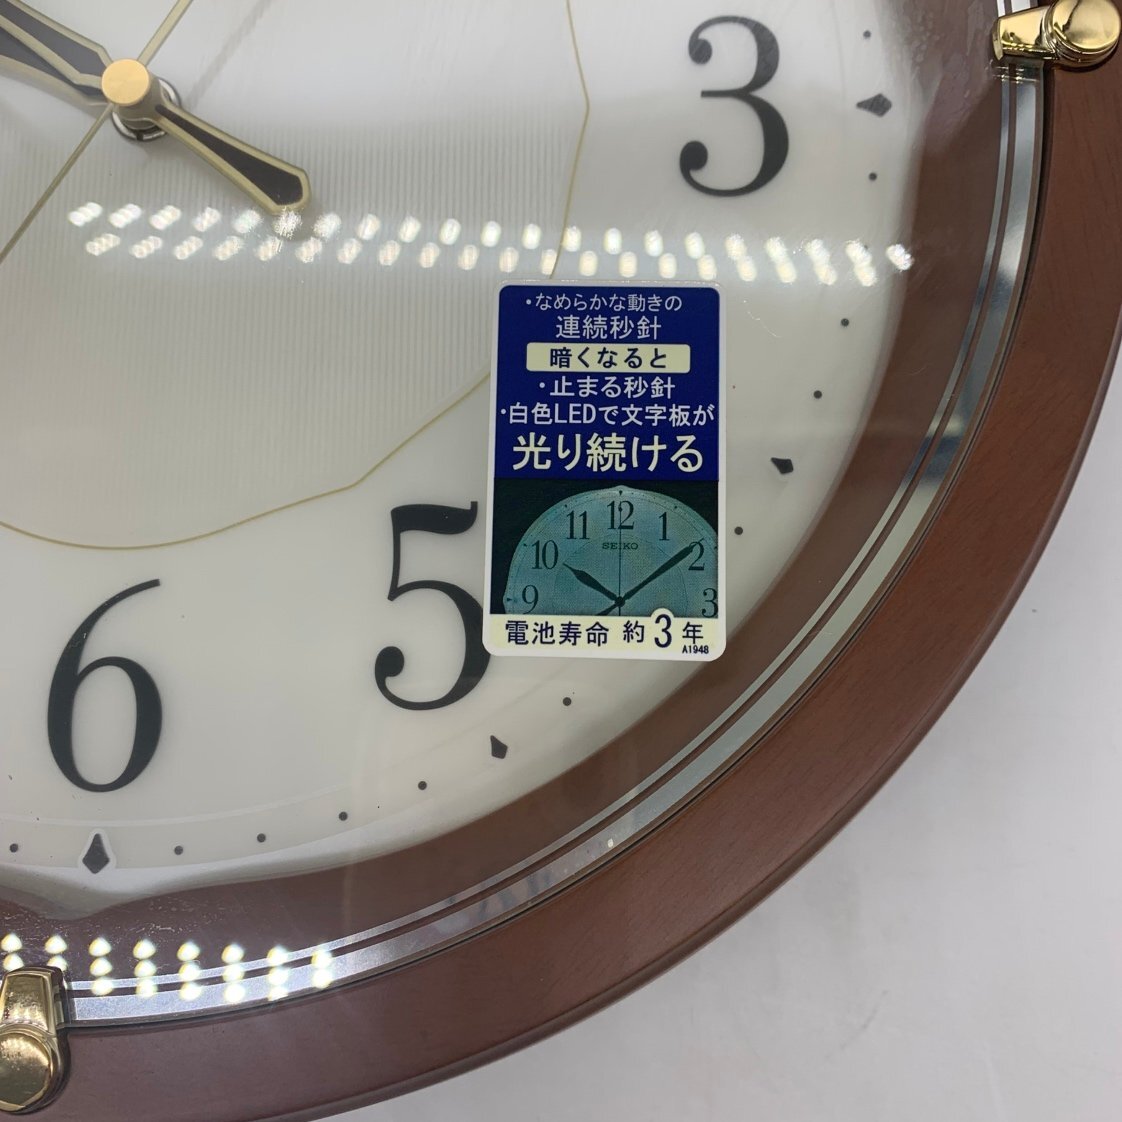 3
・なめらかな動きの
連続秒針
暗くなると
・止まる秒針
・白色LEDで文字板が
光り続ける
11 12 1
10 SEIKO 2
9 3
電池寿命 約3年
A1948
5
6